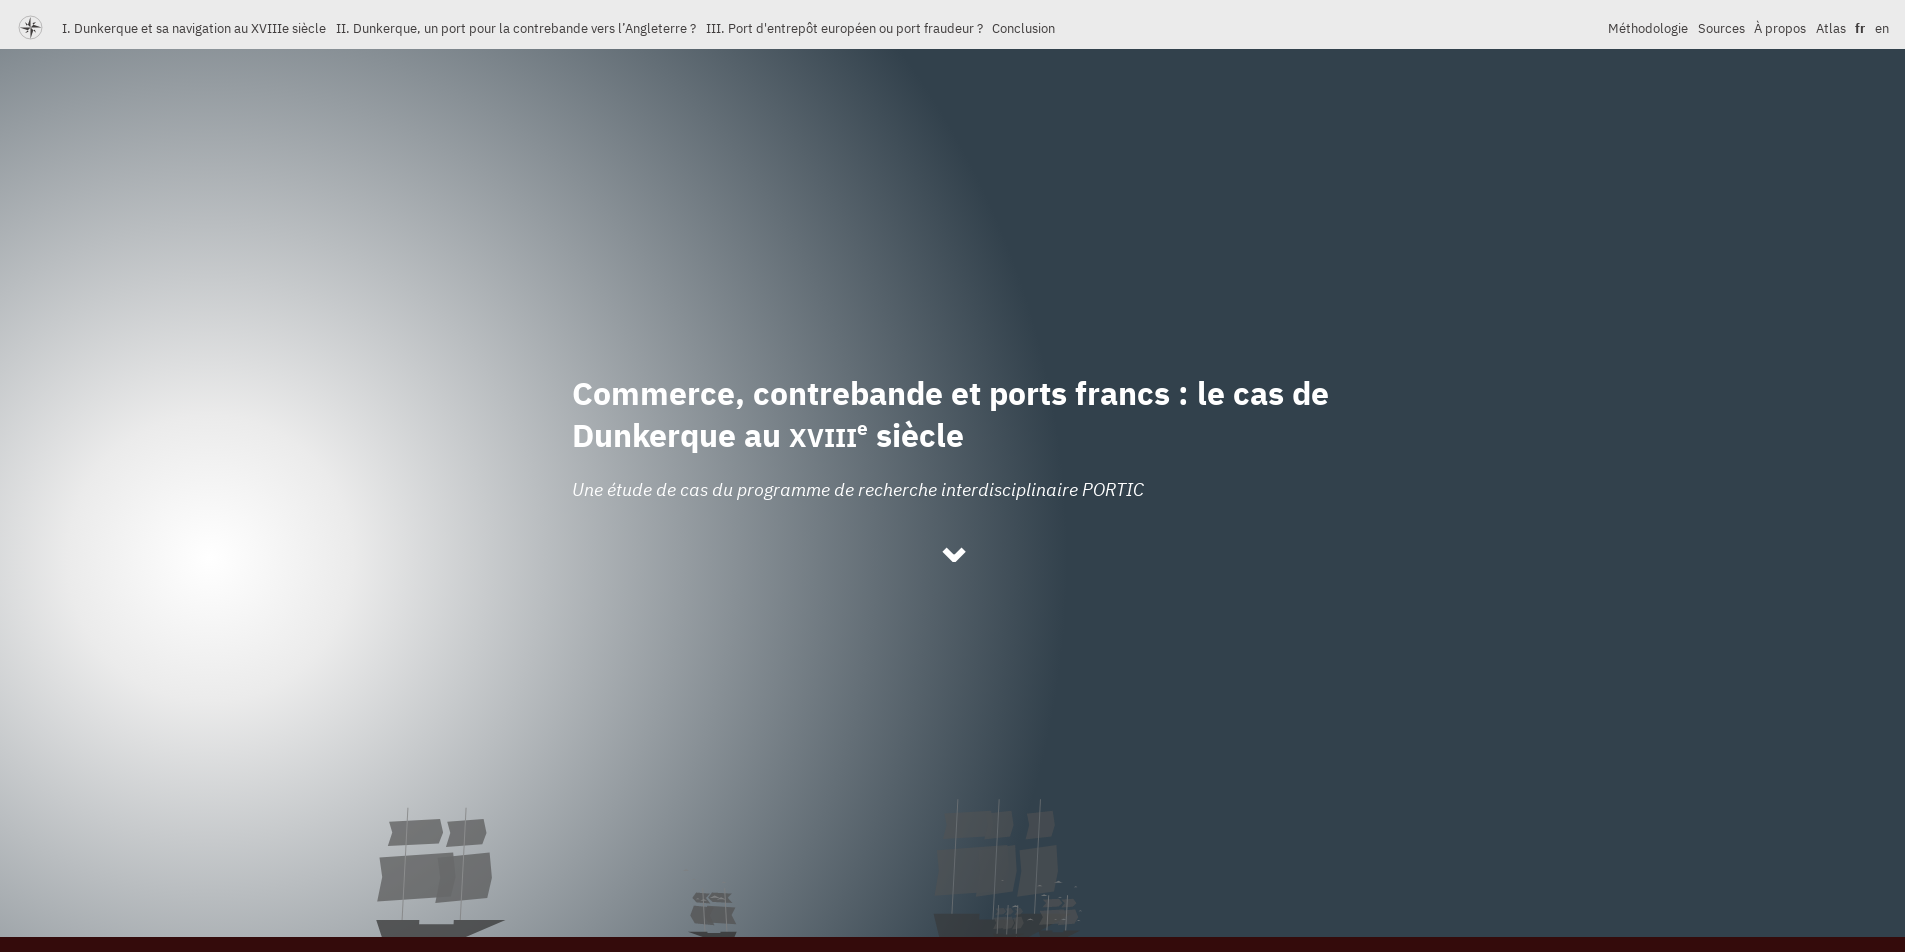 I. Dunkerque et sa navigation au XVIIIe siècle II. Dunkerque, un port pour la contrebande vers l’Angleterre ? III. Port d'entrepôt européen ou port fraudeur ? Conclusion Méthodologie Sources À propos Atlas fr en
Commerce, contrebande et ports francs : le cas de
Dunkerque au XVIIIe siècle
Une étude de cas du programme de recherche interdisciplinaire PORTIC